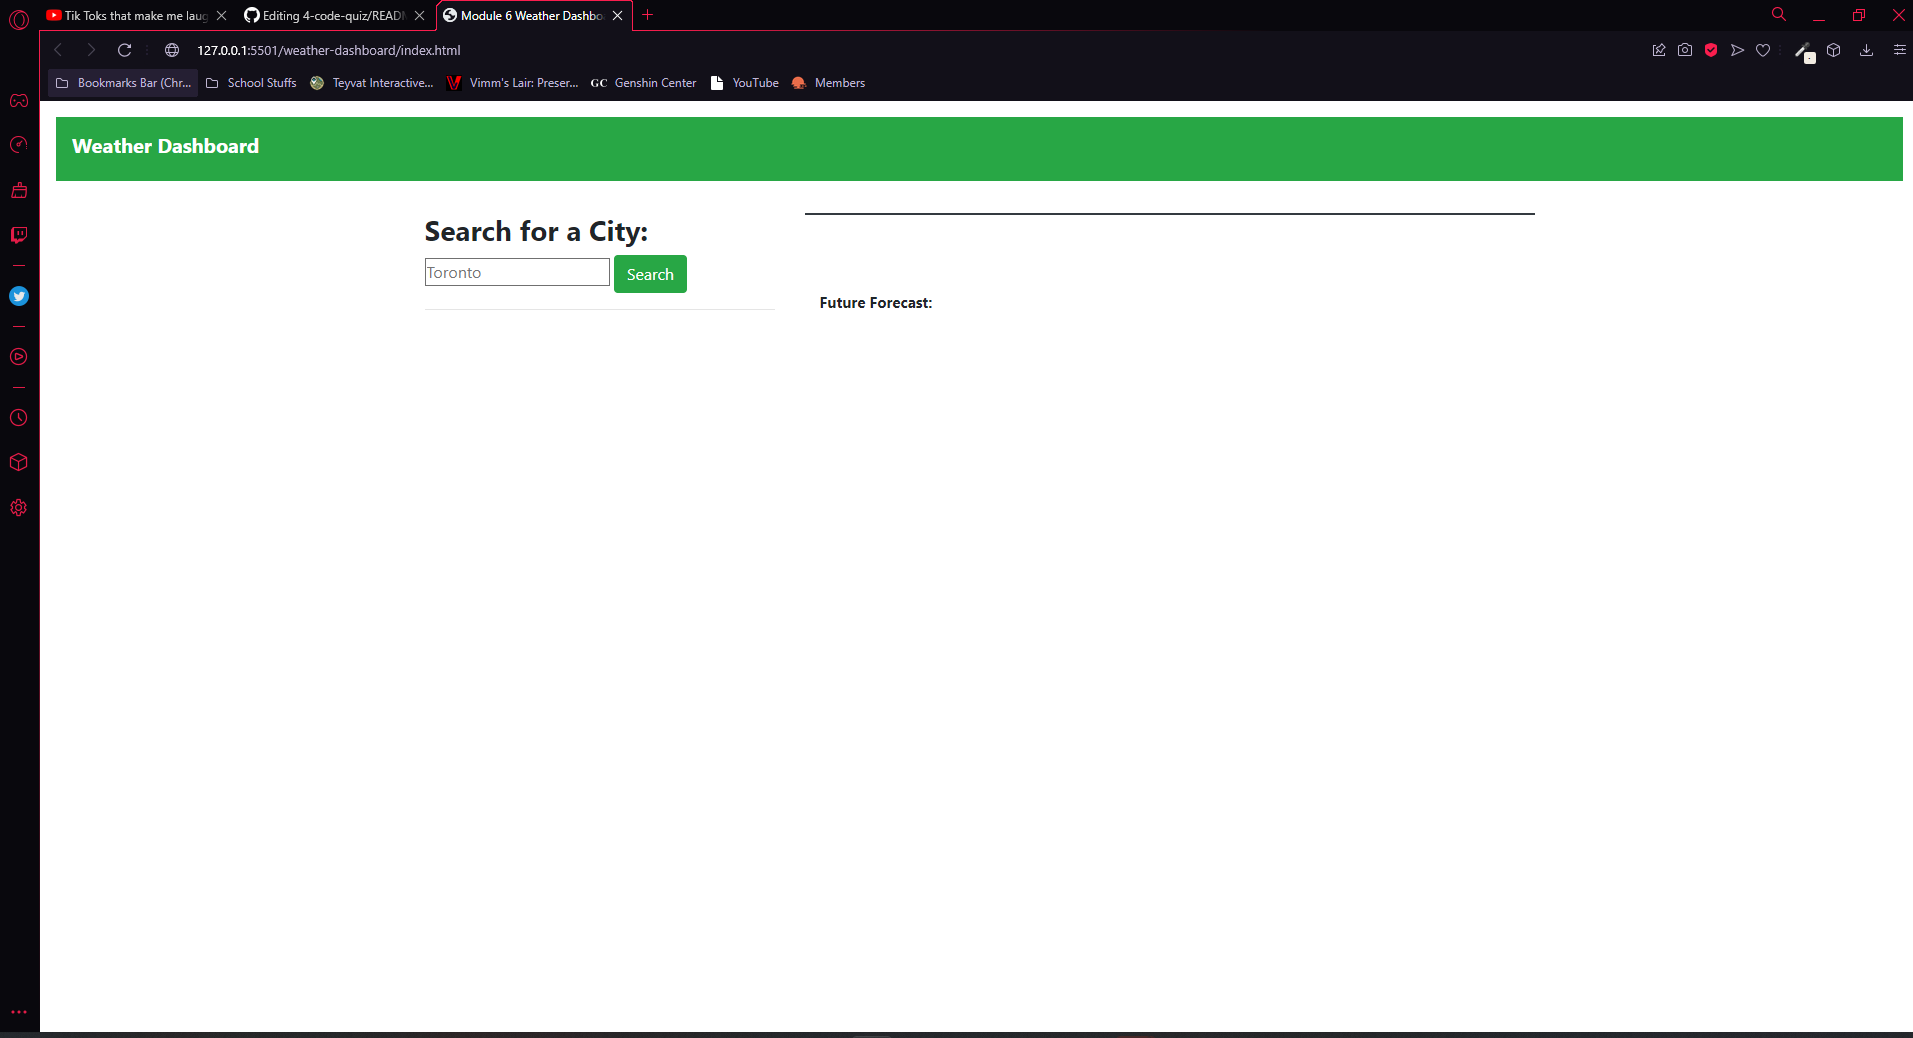 Tik Toks that make me laug
Editing 4-code-quiz/READM
Module 6 Weather Dashboa
127.0.0.1:5501/weather-dashboard/index.html
Bookmarks Bar (Chr...
School Stuffs
Teyvat Interactive...
Vimm's Lair: Preser...
GC Genshin Center
YouTube
Members
Weather Dashboard
Search for a City:
Toronto
Search
Future Forecast: